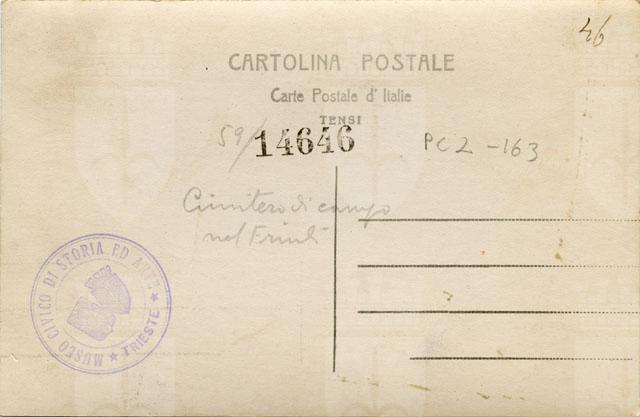 46
CARTOLINA POSTALE
Carte Postale d' Italie
TENSI
59/ 14646
PC2-163
Cimitero di campo
nel Friuli
MUSEO CIVICO DI STORIA ED ARTE ★ TRIESTE ★